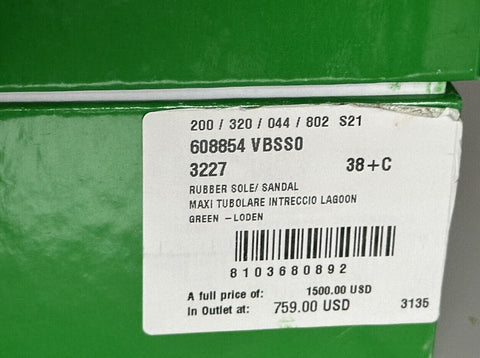 200 / 320 / 044 / 802 S21
608854 VBSS0
3227 38+C
RUBBER SOLE/ SANDAL
MAXI TUBOLARE INTRECCIO LAGOON
GREEN -LODEN
8103680892
A full price of: 1500.00 USD
In Outlet at: 759.00 USD 3135